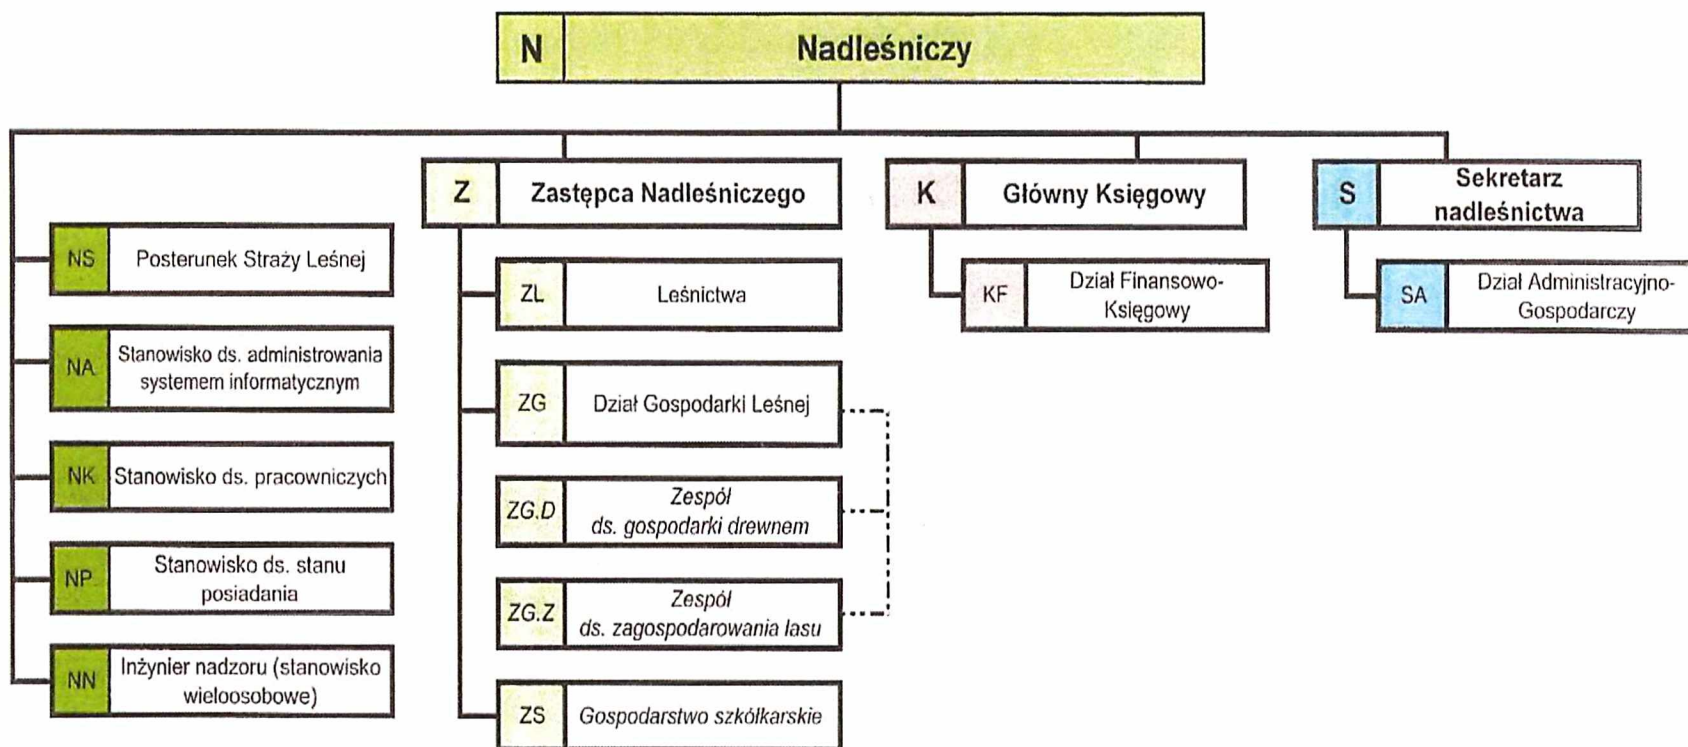 N Nadleśniczy
Z Zastępca Nadleśniczego
K Główny Księgowy
S Sekretarz
nadleśnictwa
NS Posterunek Straży Leśnej
NA Stanowisko ds. administrowania
systemem informatycznym
NK Stanowisko ds. pracowniczych
NP Stanowisko ds. stanu
posiadania
NN Inżynier nadzoru (stanowisko
wieloosobowe)
ZL Leśnictwa
ZG Dział Gospodarki Leśnej
ZG.D Zespół
ds. gospodarki drewnem
ZG.Z Zespół
ds. zagospodarowania lasu
ZS Gospodarstwo szkółkarskie
KF Dział Finansowo-
Księgowy
SA Dział Administracyjno-
Gospodarczy